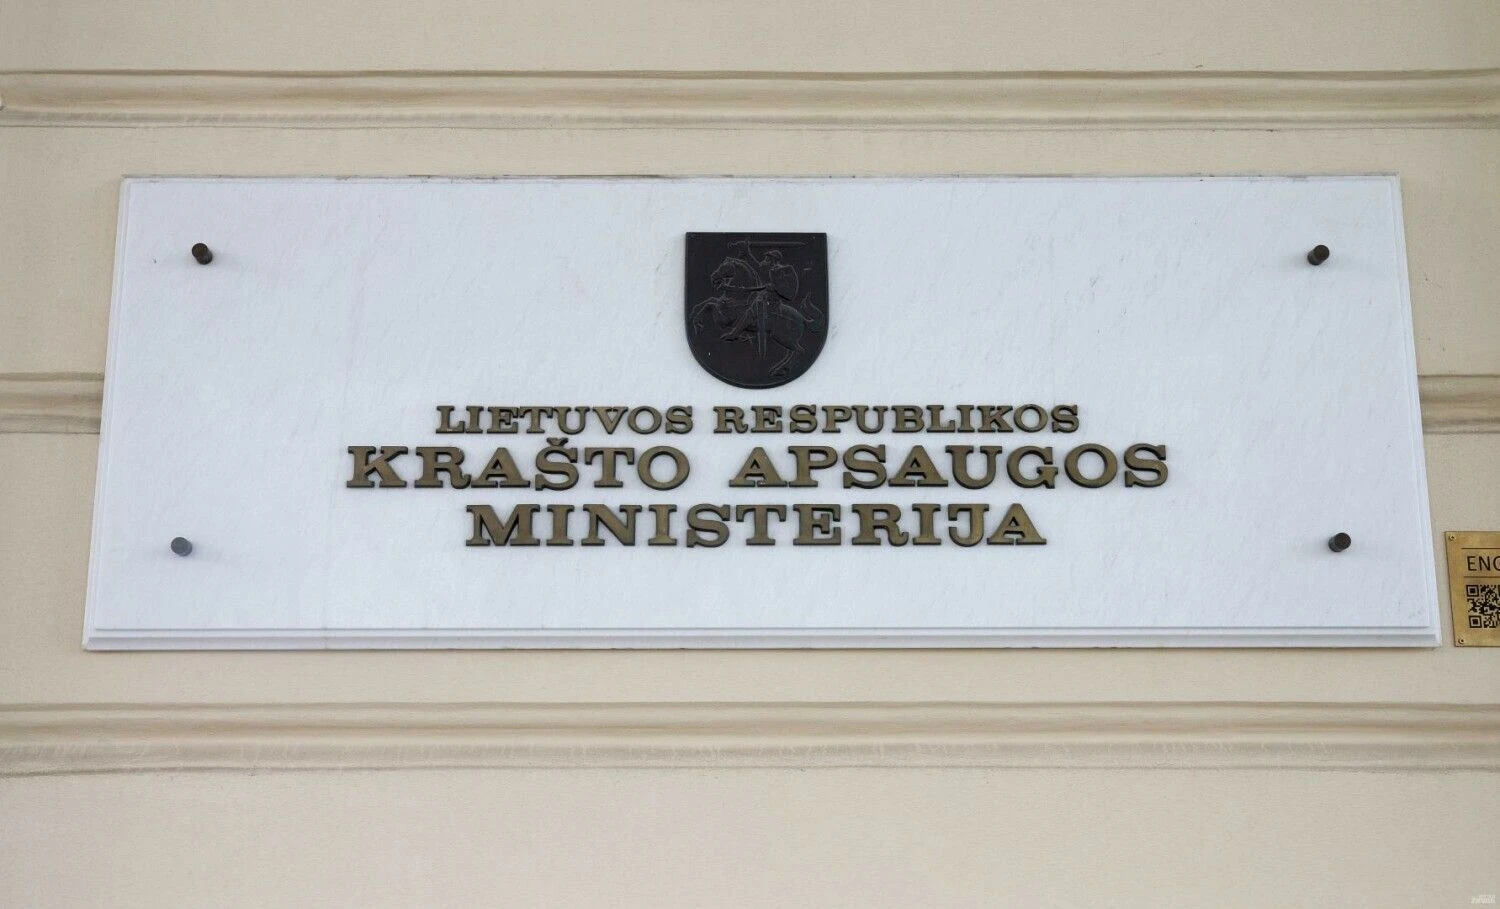 LIETUVOS RESPUBLIKOS
KRAŠTO APSAUGOS
MINISTERIJA